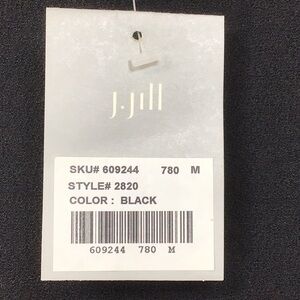 J.Jill
SKU# 609244 780 M
STYLE# 2820
COLOR : BLACK
609244 780 M